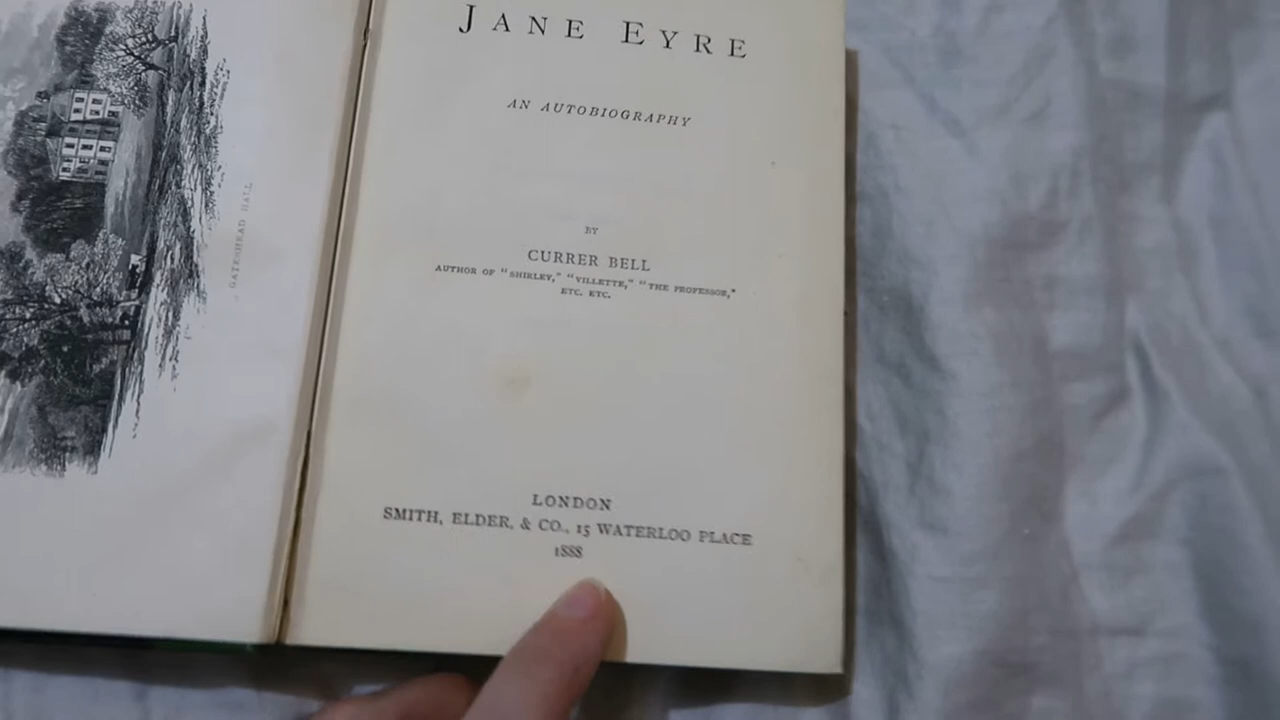 GATESHEAD HALL
JANE EYRE
AN AUTOBIOGRAPHY
BY
CURRER BELL
AUTHOR OF "SHIRLEY," "VILLETTE," "THE PROFESSOR,"
ETC. ETC.
LONDON
SMITH, ELDER, & CO., 15 WATERLOO PLACE
1888